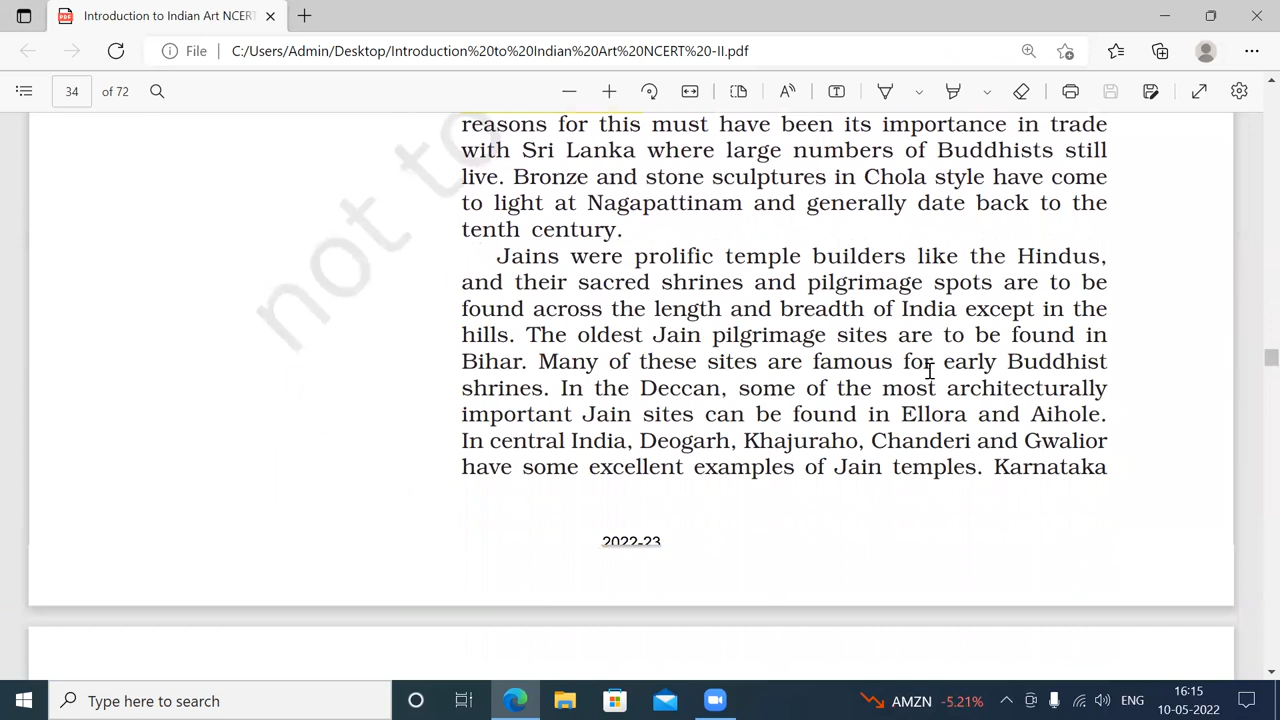 Introduction to Indian Art NCERT
File C:/Users/Admin/Desktop/Introduction%20to%20Indian%20Art%20NCERT%20-II.pdf
34 of 72
not to
reasons for this must have been its importance in trade
with Sri Lanka where large numbers of Buddhists still
live. Bronze and stone sculptures in Chola style have come
to light at Nagapattinam and generally date back to the
tenth century.
Jains were prolific temple builders like the Hindus,
and their sacred shrines and pilgrimage spots are to be
found across the length and breadth of India except in the
hills. The oldest Jain pilgrimage sites are to be found in
Bihar. Many of these sites are famous for early Buddhist
shrines. In the Deccan, some of the most architecturally
important Jain sites can be found in Ellora and Aihole.
In central India, Deogarh, Khajuraho, Chanderi and Gwalior
have some excellent examples of Jain temples. Karnataka
2022-23
Type here to search
AMZN -5.21%
ENG
16:15
10-05-2022